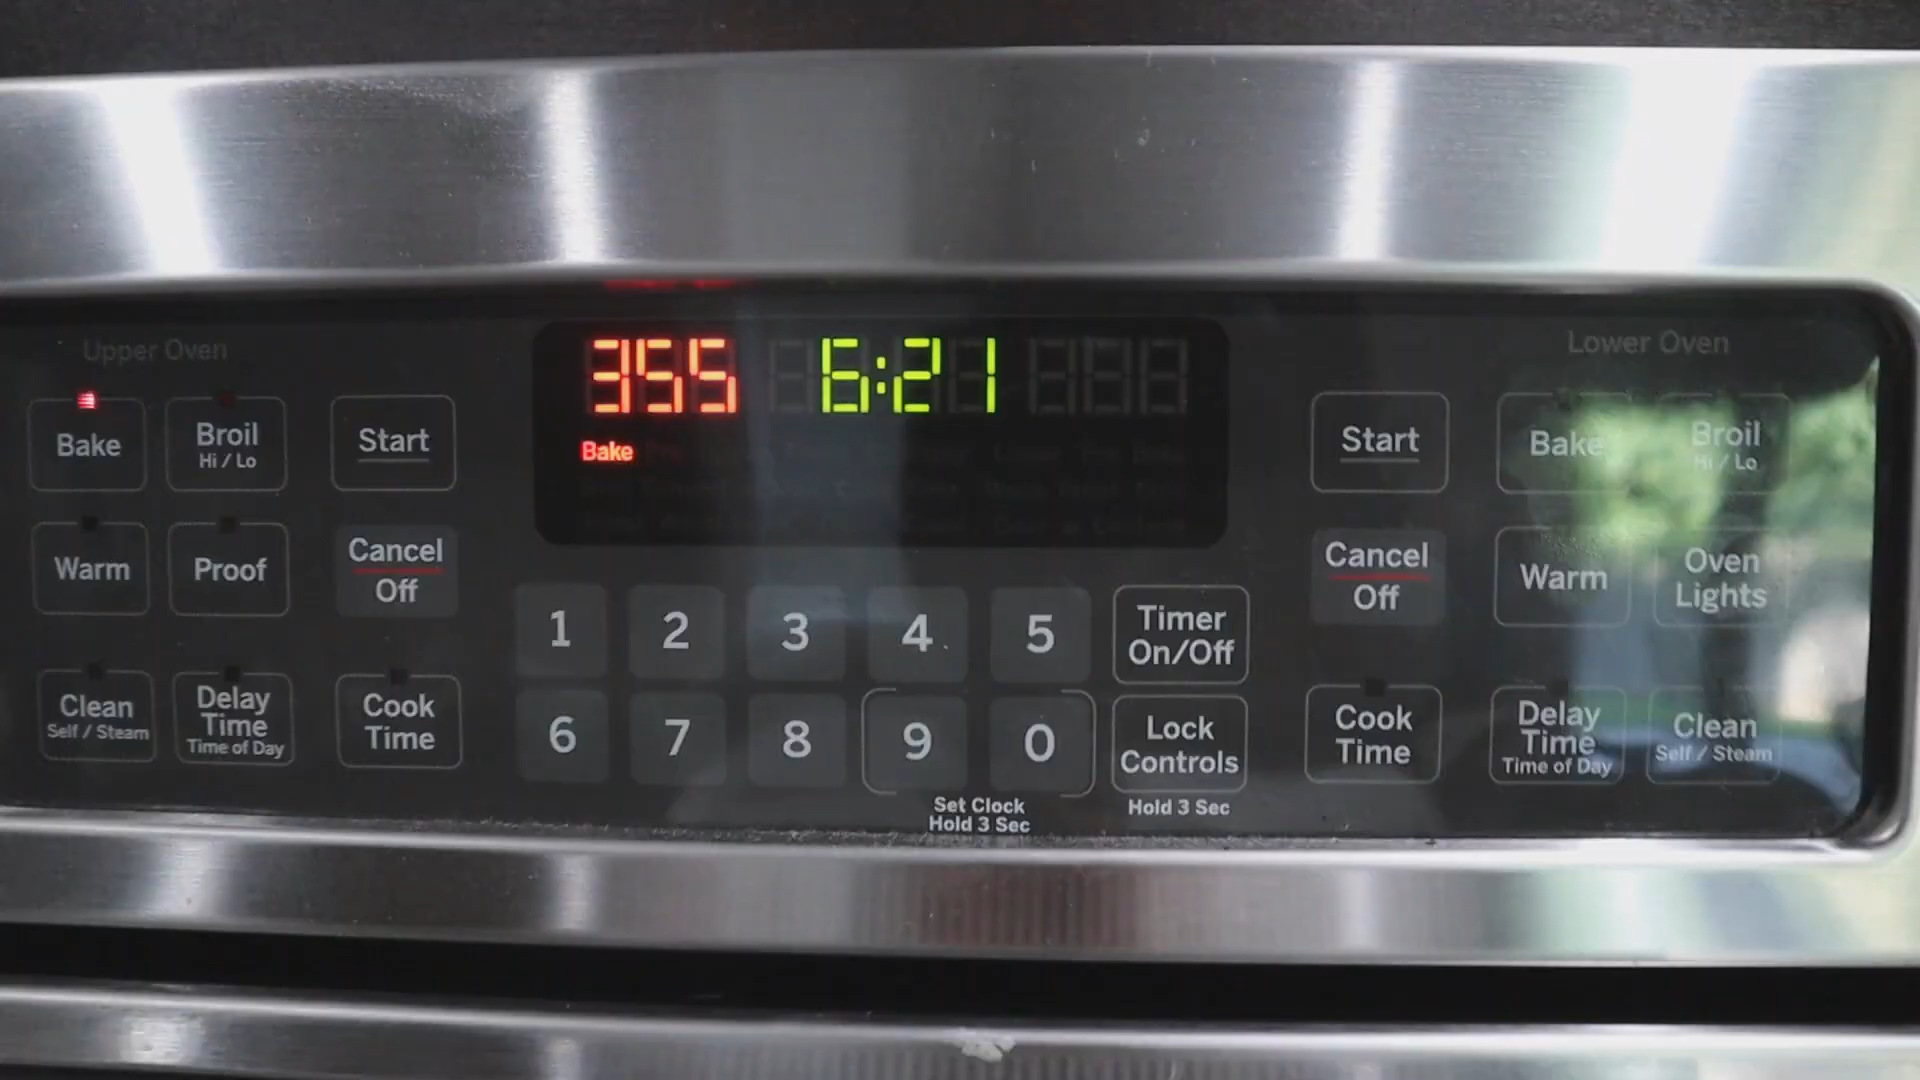 Upper Oven
355 6:21
Bake
Lower Oven
Bake
Broil
Hi / Lo
Start
Warm
Proof
Cancel
Off
Clean
Self / Steam
Delay
Time
Time of Day
Cook
Time
1 2 3 4 5
6 7 8 9 0
Set Clock
Hold 3 Sec
Timer
On/Off
Lock
Controls
Hold 3 Sec
Start
Bake
Broil
Hi / Lo
Cancel
Off
Warm
Oven
Lights
Cook
Time
Delay
Time
Time of Day
Clean
Self / Steam